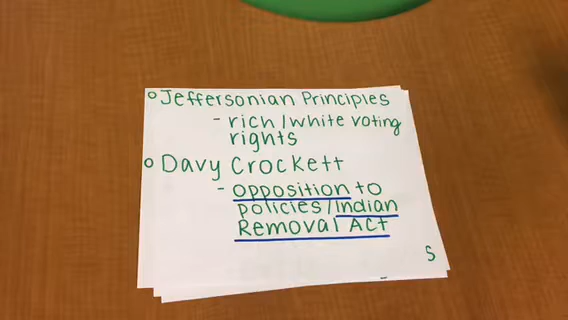 o Jeffersonian Principles
- rich/white voting
rights
o Davy Crockett
- opposition to
policies/Indian
Removal Act
S